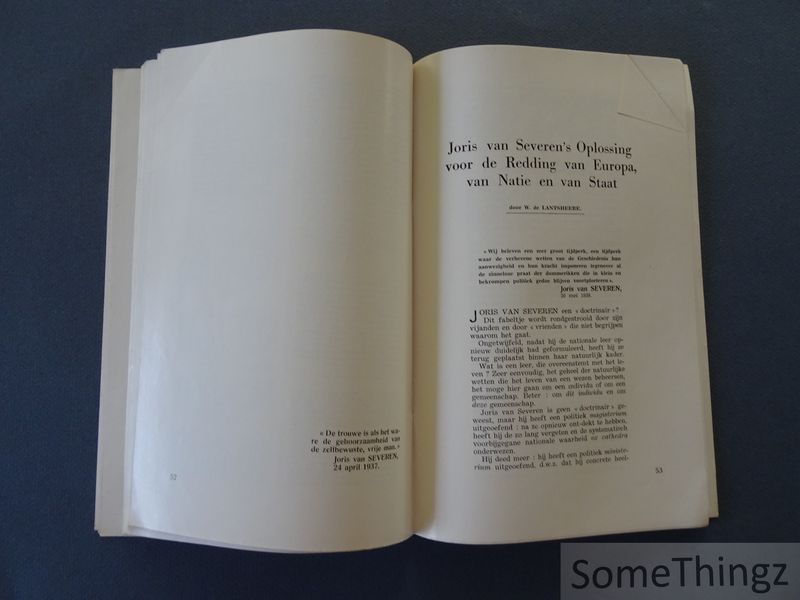 « De trouwe is als het wa-
re de gehoorzaamheid van
de zelfbewuste, vrije man. »
Joris van SEVEREN,
24 april 1937.
52
Joris van Severen's Oplossing
voor de Redding van Europa,
van Natie en van Staat
door W. de LANTSHEERE.
« Wij beleven een zeer groot tijdperk, een tijdperk
waar de verhevene wetten van de Geschiedenis hun
aanwezigheid en hun kracht imponeren tegenover al
de zinneloze praat der dommerikken die in klein en
bekrompen politiek gedoe blijven voortploeteren ».
Joris van SEVEREN,
JORIS VAN SEVEREN een « doctrinair » ?
Dit fabeltje wordt rondgestrooid door zijn
vijanden en door « vrienden » die niet begrijpen
waarom het gaat.
Ongetwijfeld, nadat hij de nationale leer op-
nieuw duidelijk had geformuleerd, heeft hij ze
terug geplaatst binnen haar natuurlijk kader.
Wat is een leer, die overeenstemt met het le-
ven ? Zeer eenvoudig, het geheel der natuurlijke
wetten die het leven van een wezen beheersen,
het moge hier gaan om een individu of om een
gemeenschap. Beter : om dit individu en om
deze gemeenschap.
Joris van Severen is geen « doctrinair » ge-
weest, maar hij heeft een politiek magisterium
uitgeoefend : na ze opnieuw ont-dekt te hebben,
heeft hij de zo lang vergeten en de systematisch
voorbijgegane nationale waarheid ex cathedra
onderwezen.
Hij deed meer : hij heeft een politiek ministe-
rium uitgeoefend, d.w.z. dat hij concrete heel-
53
SomeThingz